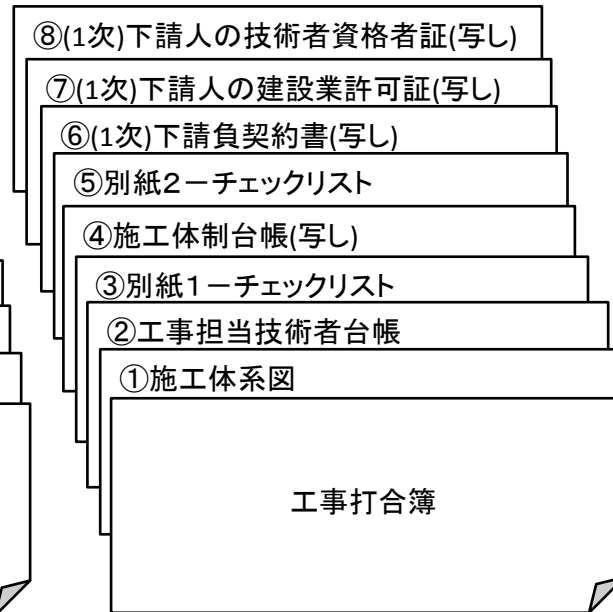 ⑧(1次)下請人の技術者資格者証(写し)
⑦(1次)下請人の建設業許可証(写し)
⑥(1次)下請負契約書(写し)
⑤別紙2－チェックリスト
④施工体制台帳(写し)
③別紙1－チェックリスト
②工事担当技術者台帳
①施工体系図
工事打合簿